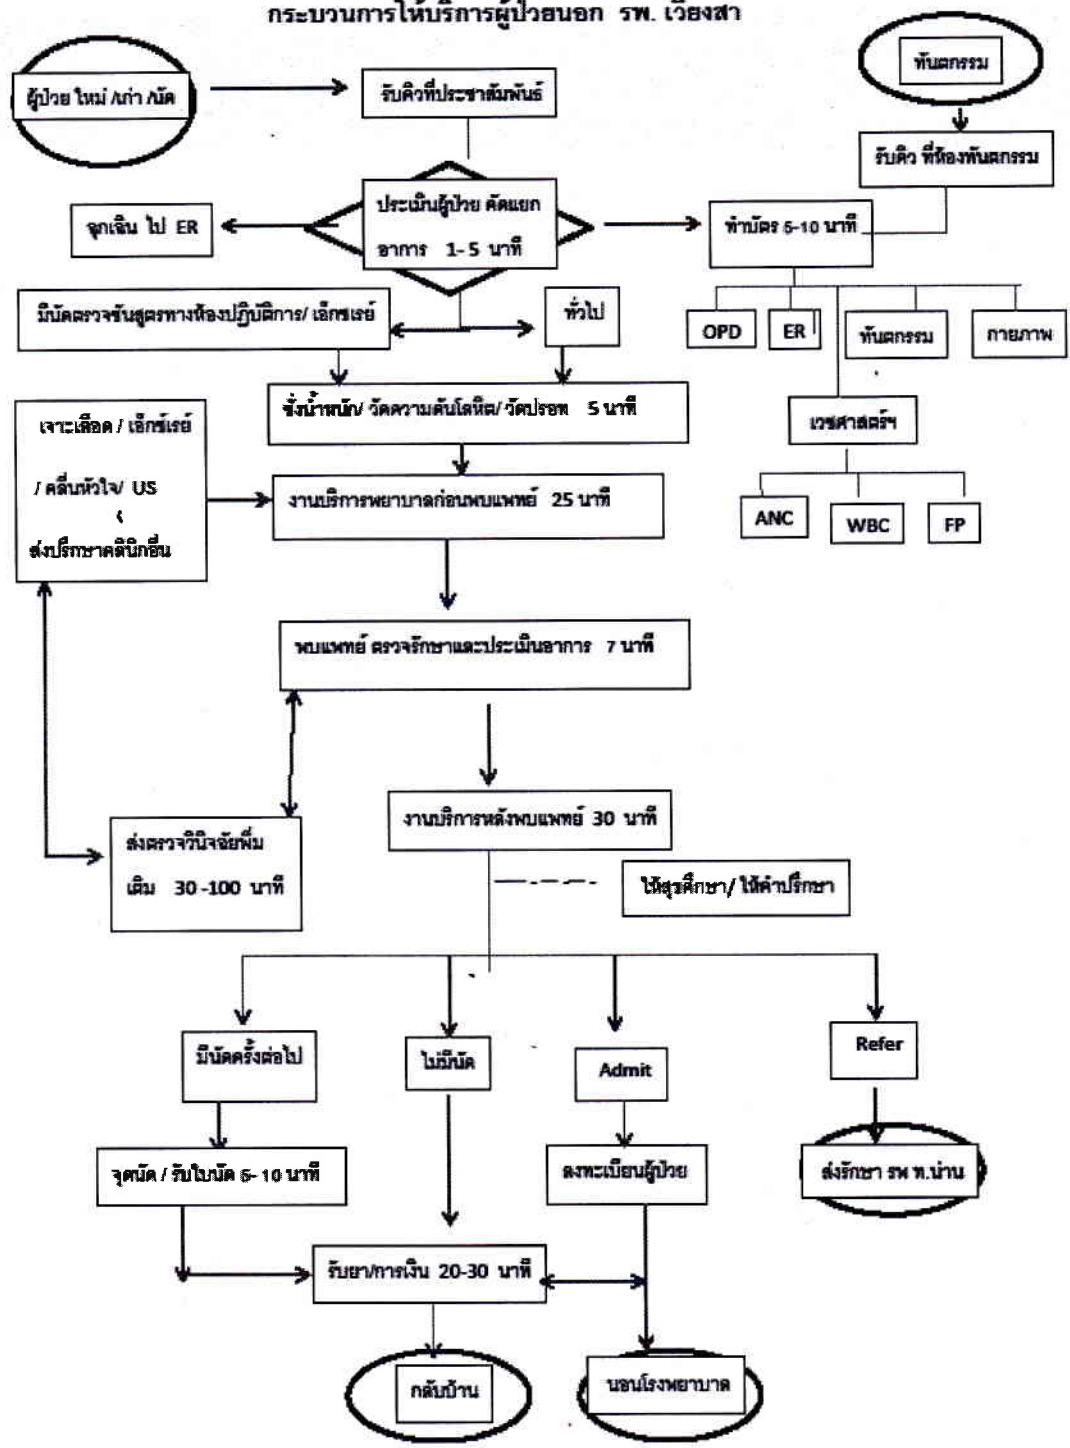 กระบวนการให้บริการผู้ป่วยนอก รพ. เวียงสา
ผู้ป่วย ใหม่ /เก่า /นัด
รับคิวที่ประชาสัมพันธ์
ทันตกรรม
รับคิว ที่ห้องทันตกรรม
ประเมินผู้ป่วย คัดแยก
อาการ 1- 5 นาที
ฉุกเฉิน ไป ER
ทำบัตร 5-10 นาที
มีนัดตรวจชันสูตรทางห้องปฏิบัติการ/ เอ็กซเรย์
ทั่วไป
OPD
ER
ทันตกรรม
กายภาพ
ชั่งน้ำหนัก/ วัดความดันโลหิต/ วัดปรอท 5 นาที
เวชศาสตร์ฯ
เจาะเลือด / เอ็กซ์เรย์
/ คลื่นหัวใจ/ US
ส่งปรึกษาคลินิกอื่น
งานบริการพยาบาลก่อนพบแพทย์ 25 นาที
ANC
WBC
FP
พบแพทย์ ตรวจรักษาและประเมินอาการ 7 นาที
งานบริการหลังพบแพทย์ 30 นาที
ส่งตรวจวินิจฉัยเพิ่ม
เติม 30 -100 นาที
ให้สุขศึกษา/ ให้คำปรึกษา
มีนัดครั้งต่อไป
ไม่มีนัด
Admit
Refer
จุดนัด / รับใบนัด 5- 10 นาที
ลงทะเบียนผู้ป่วย
ส่งรักษา รพ ท.น่าน
รับยา/การเงิน 20-30 นาที
กลับบ้าน
นอนโรงพยาบาล